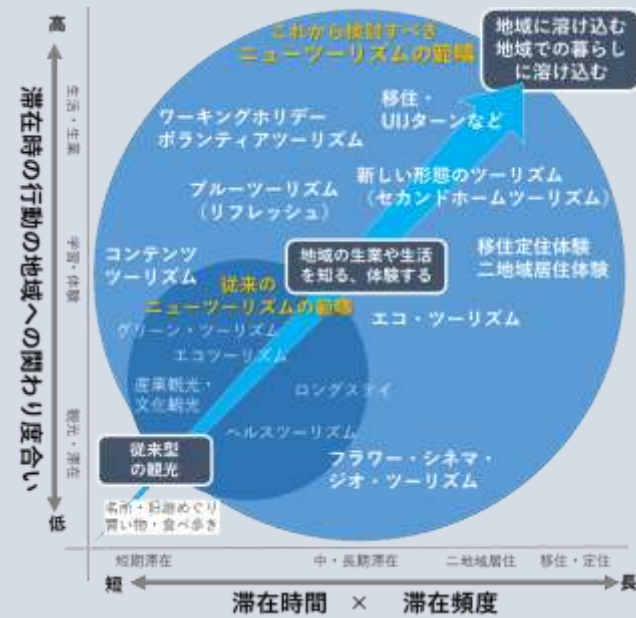 高
これから検討すべき
ニューツーリズムの範疇
地域に溶け込む
地域での暮らし
に溶け込む
滞在時の行動の地域への関わり度合い
生活・生業
学習・体験
観光・滞在
移住・
UIJターンなど
ワーキングホリデー
ボランティアツーリズム
新しい形態のツーリズム
(セカンドホームツーリズム)
ブルーツーリズム
(リフレッシュ)
コンテンツ
ツーリズム
地域の生業や生活
を知る、体験する
移住定住体験
二地域居住体験
従来の
ニューツーリズムの範疇
エコ・ツーリズム
グリーン・ツーリズム
エコツーリズム
産業観光・
文化観光
ロングステイ
ヘルスツーリズム
従来型
の観光
フラワー・シネマ・
ジオ・ツーリズム
名所・旧跡めぐり
買い物・食べ歩き
低
短期滞在
中・長期滞在
二地域居住
移住・定住
短
長
滞在時間 × 滞在頻度